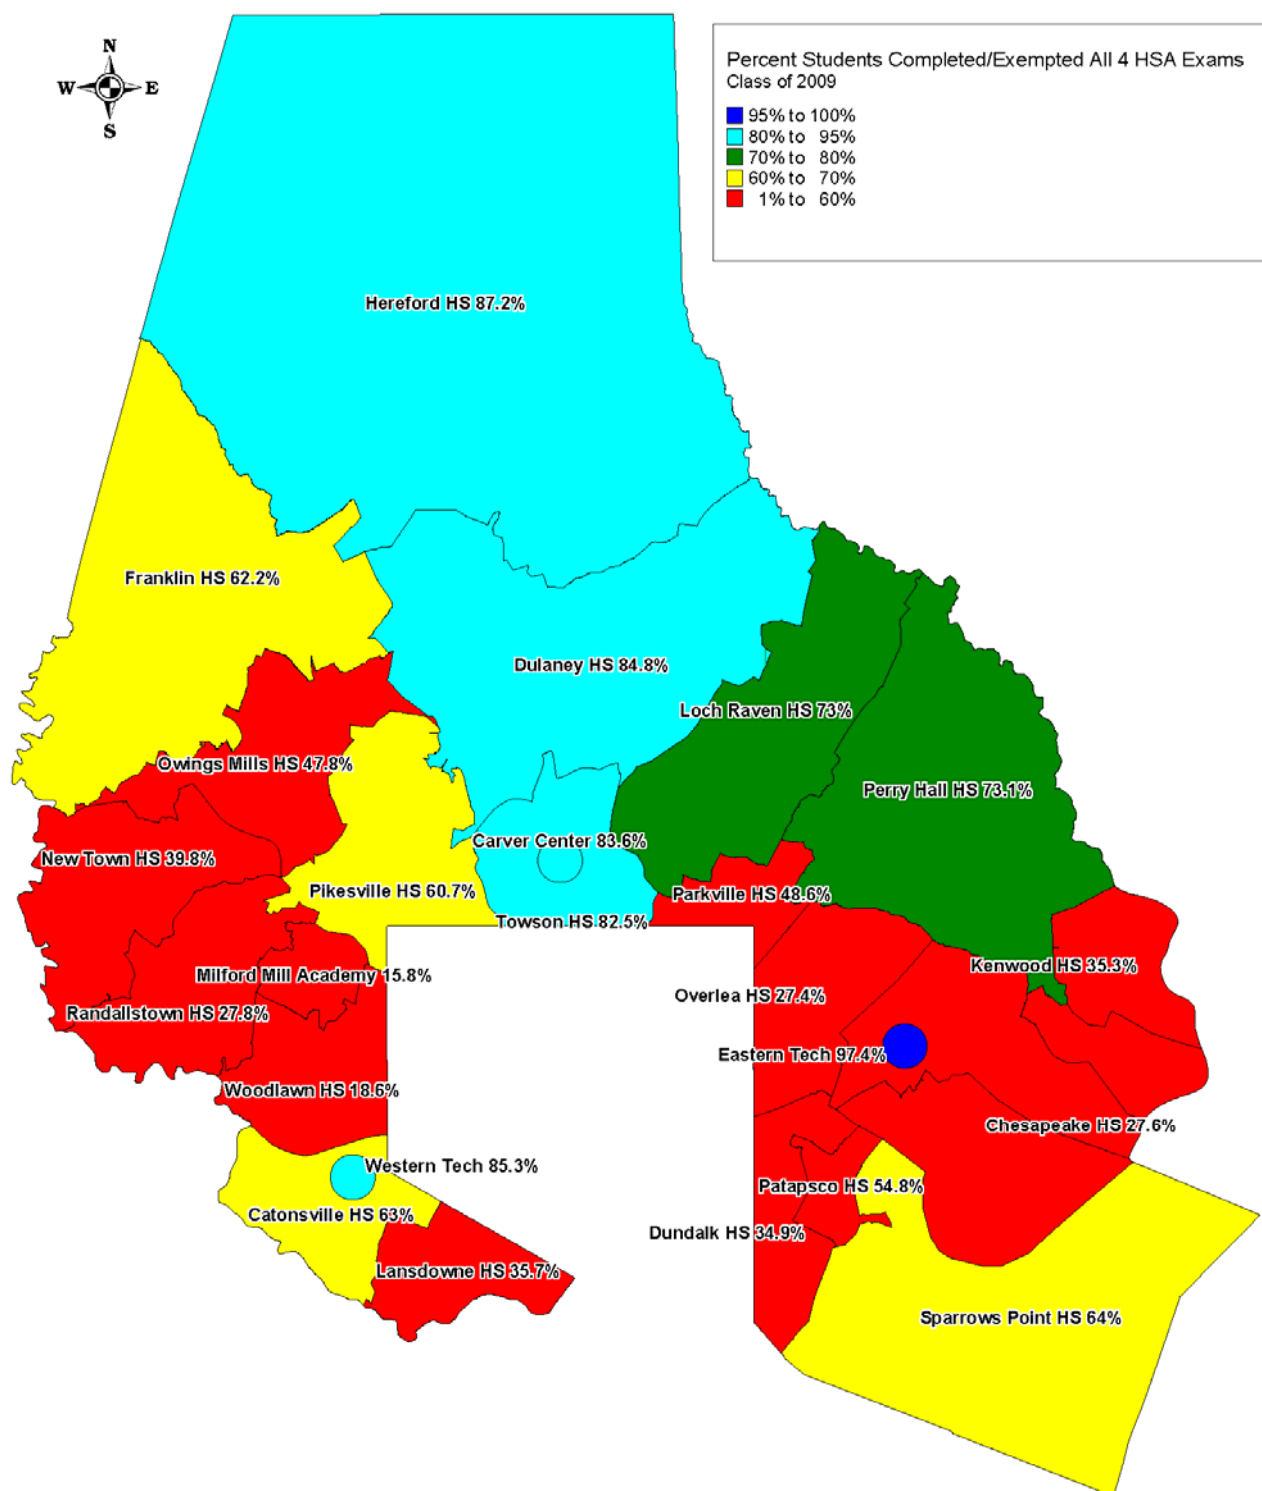 N
W E
S
Percent Students Completed/Exempted All 4 HSA Exams
Class of 2009
95% to 100%
80% to 95%
70% to 80%
60% to 70%
1% to 60%
Hereford HS 87.2%
Franklin HS 62.2%
Dulaney HS 84.8%
Loch Raven HS 73%
Owings Mills HS 47.8%
Perry Hall HS 73.1%
Carver Center 83.6%
New Town HS 39.8%
Pikesville HS 60.7%
Parkville HS 48.6%
Towson HS 82.5%
Kenwood HS 35.3%
Milford Mill Academy 15.8%
Overlea HS 27.4%
Randallstown HS 27.8%
Eastern Tech 97.4%
Woodlawn HS 18.6%
Chesapeake HS 27.6%
Western Tech 85.3%
Patapsco HS 54.8%
Catonsville HS 63%
Dundalk HS 34.9%
Lansdowne HS 35.7%
Sparrows Point HS 64%